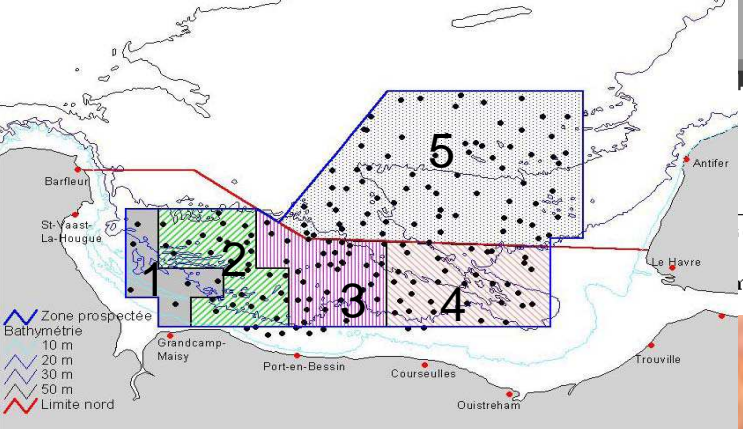 5
Antifer
Barfleur
St-Vaast-
La-Hougue
2
Le Havre
1
3
4
Zone prospectée
Bathymétrie
10 m
20 m
30 m
50 m
Limite nord
Grandcamp-
Maisy
Port-en-Bessin
Courseulles
Trouville
Ouistreham